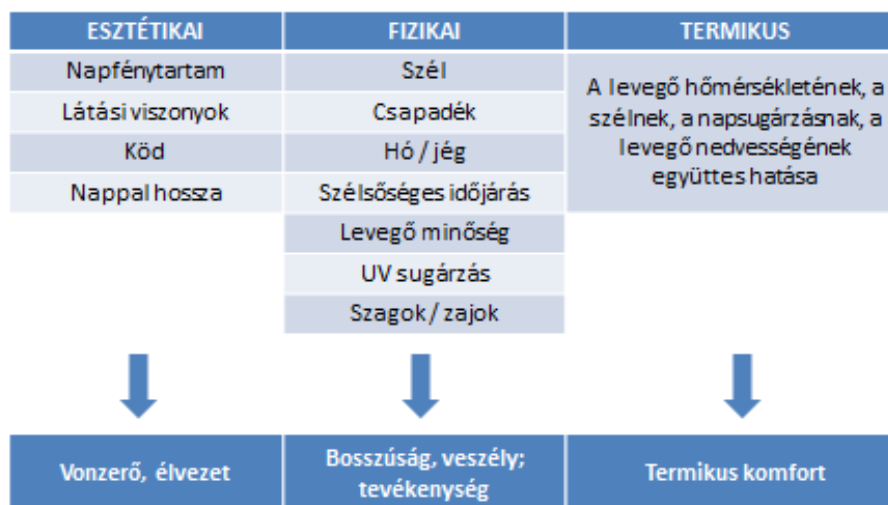 ESZTÉTIKAI
Napfénytartam
Látási viszonyok
Köd
Nappal hossza
FIZIKAI
Szél
Csapadék
Hó / jég
Szélsőséges időjárás
Levegő minőség
UV sugárzás
Szagok / zajok
TERMIKUS
A levegő hőmérsékletének, a
szélnek, a napsugárzásnak, a
levegő nedvességének
együttes hatása
Vonzerő, élvezet
Bosszúság, veszély;
tevékenység
Termikus komfort